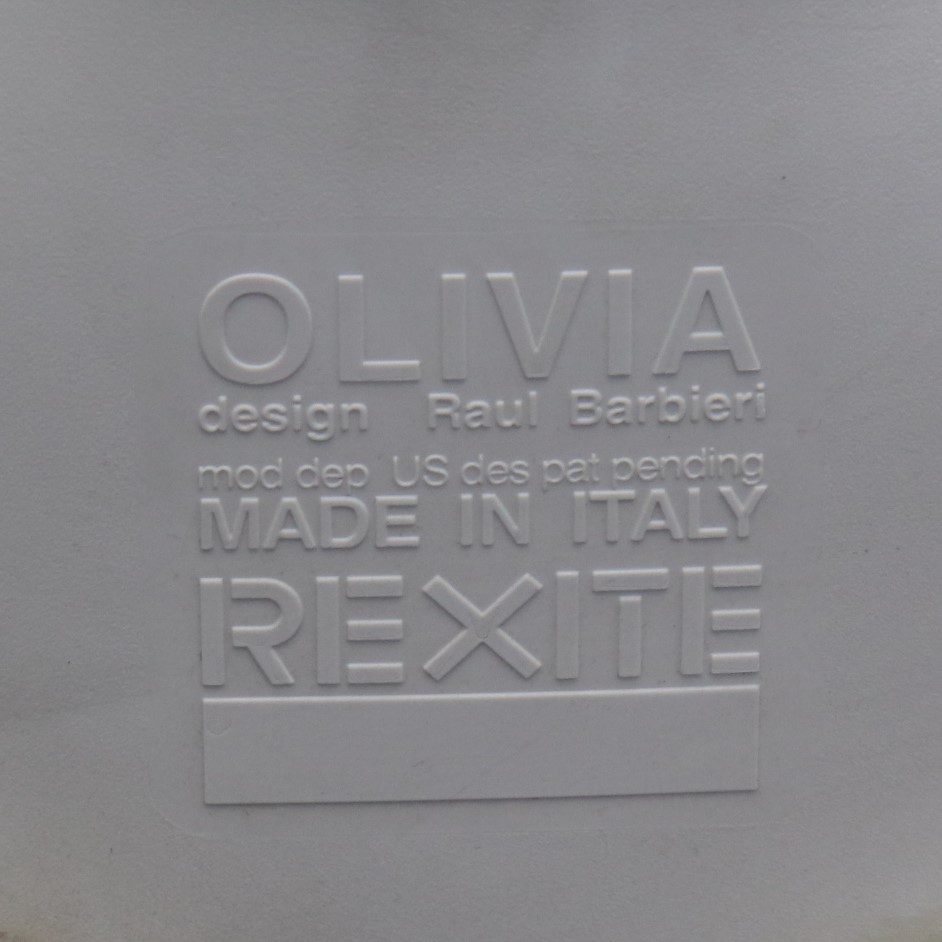 OLIVIA
design Raul Barbieri
mod dep US des pat pending
MADE IN ITALY
REXITE